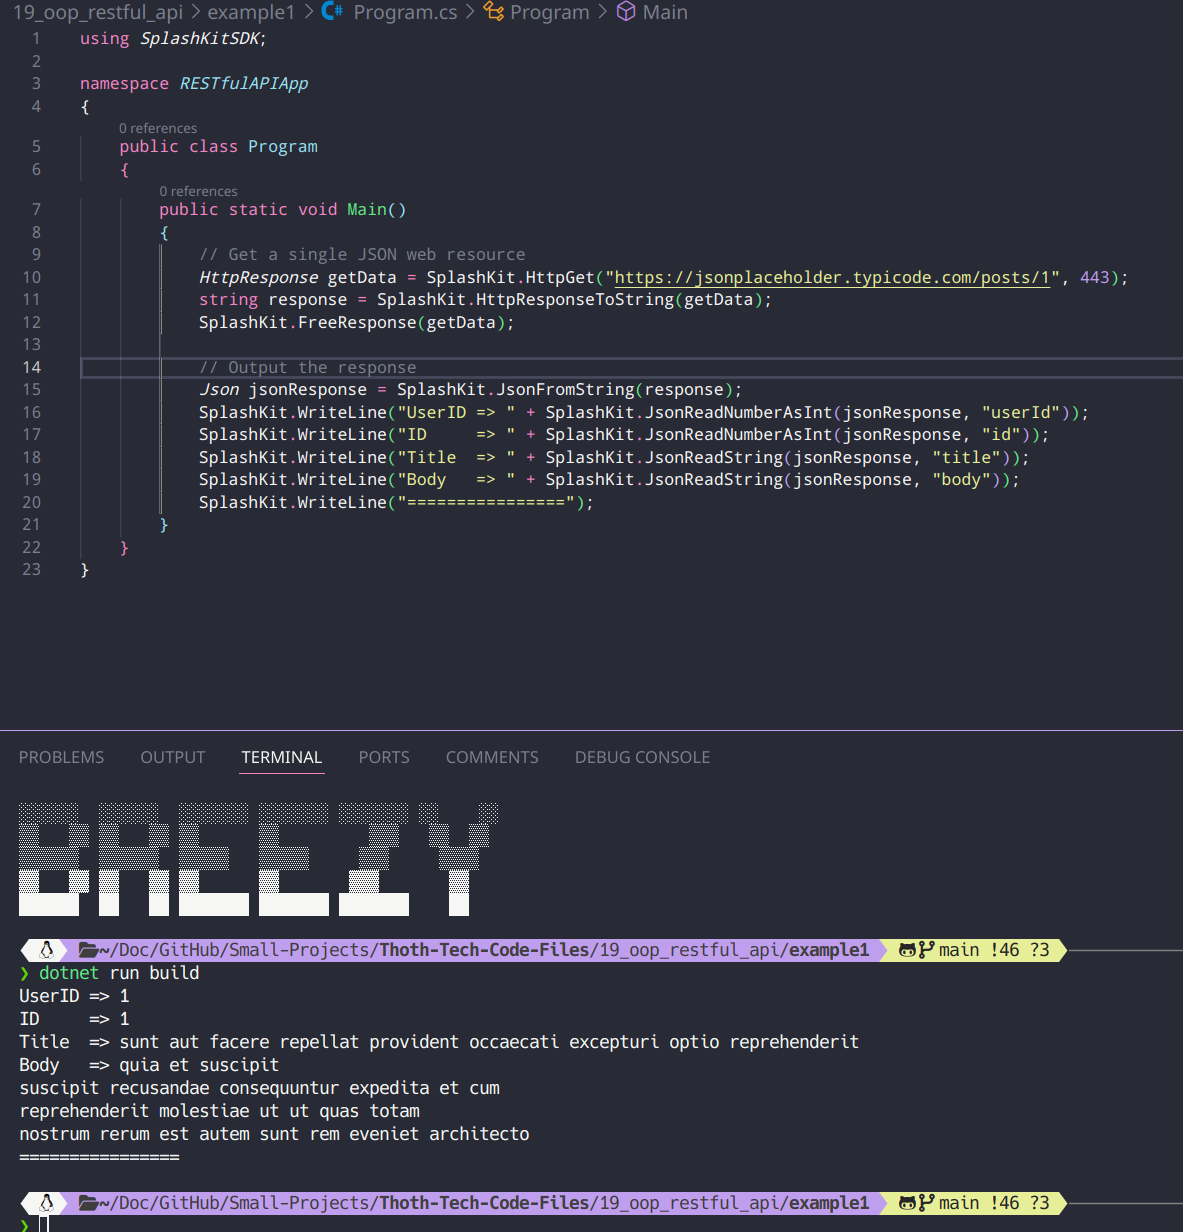 19_oop_restful_api > example1 > C# Program.cs > Program > Main
1 using SplashKitSDK;
2
3 namespace RESTfulAPIApp
4 {
0 references
5 public class Program
6 {
0 references
7 public static void Main()
8 {
9 // Get a single JSON web resource
10 HttpResponse getData = SplashKit.HttpGet("https://jsonplaceholder.typicode.com/posts/1", 443);
11 string response = SplashKit.HttpResponseToString(getData);
12 SplashKit.FreeResponse(getData);
13
14 // Output the response
15 Json jsonResponse = SplashKit.JsonFromString(response);
16 SplashKit.WriteLine("UserID => " + SplashKit.JsonReadNumberAsInt(jsonResponse, "userId"));
17 SplashKit.WriteLine("ID     => " + SplashKit.JsonReadNumberAsInt(jsonResponse, "id"));
18 SplashKit.WriteLine("Title  => " + SplashKit.JsonReadString(jsonResponse, "title"));
19 SplashKit.WriteLine("Body   => " + SplashKit.JsonReadString(jsonResponse, "body"));
20 SplashKit.WriteLine("================");
21 }
22 }
23 }
PROBLEMS OUTPUT TERMINAL PORTS COMMENTS DEBUG CONSOLE
BREEZY
~/Doc/GitHub/Small-Projects/Thoth-Tech-Code-Files/19_oop_restful_api/example1 main !46 ?3
❯ dotnet run build
UserID => 1
ID     => 1
Title  => sunt aut facere repellat provident occaecati excepturi optio reprehenderit
Body   => quia et suscipit
suscipit recusandae consequuntur expedita et cum
reprehenderit molestiae ut ut quas totam
nostrum rerum est autem sunt rem eveniet architecto
================
~/Doc/GitHub/Small-Projects/Thoth-Tech-Code-Files/19_oop_restful_api/example1 main !46 ?3
❯